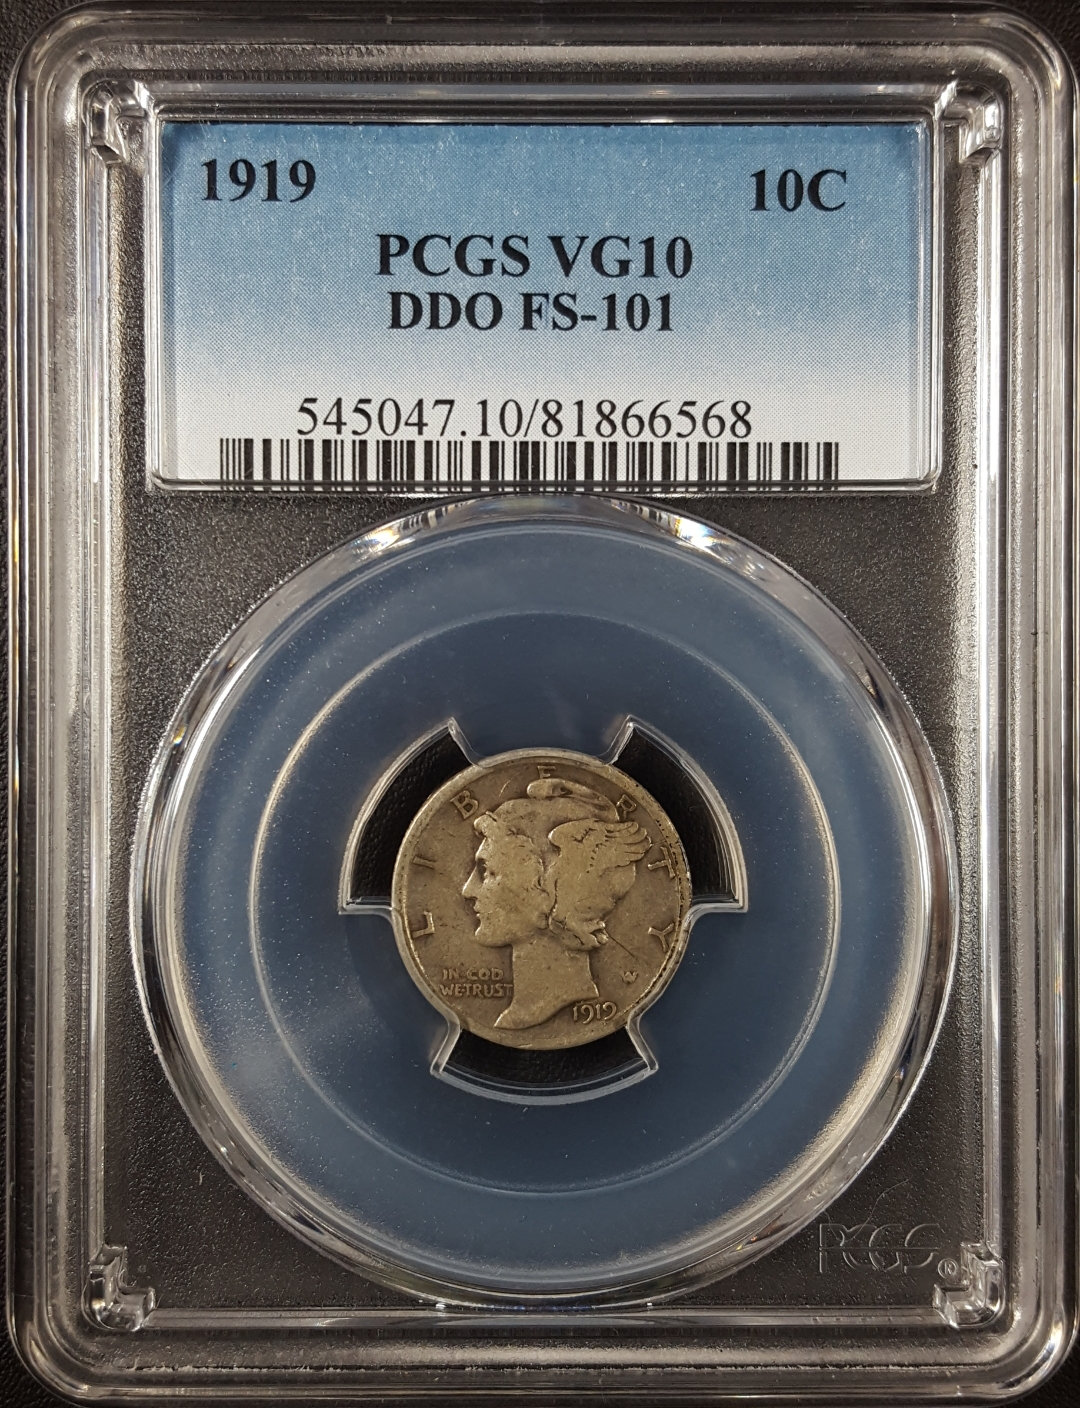 1919 10C
PCGS VG10
DDO FS-101
545047.10/81866568
LIBERTY
IN GOD
WE TRUST
1919
PCGS